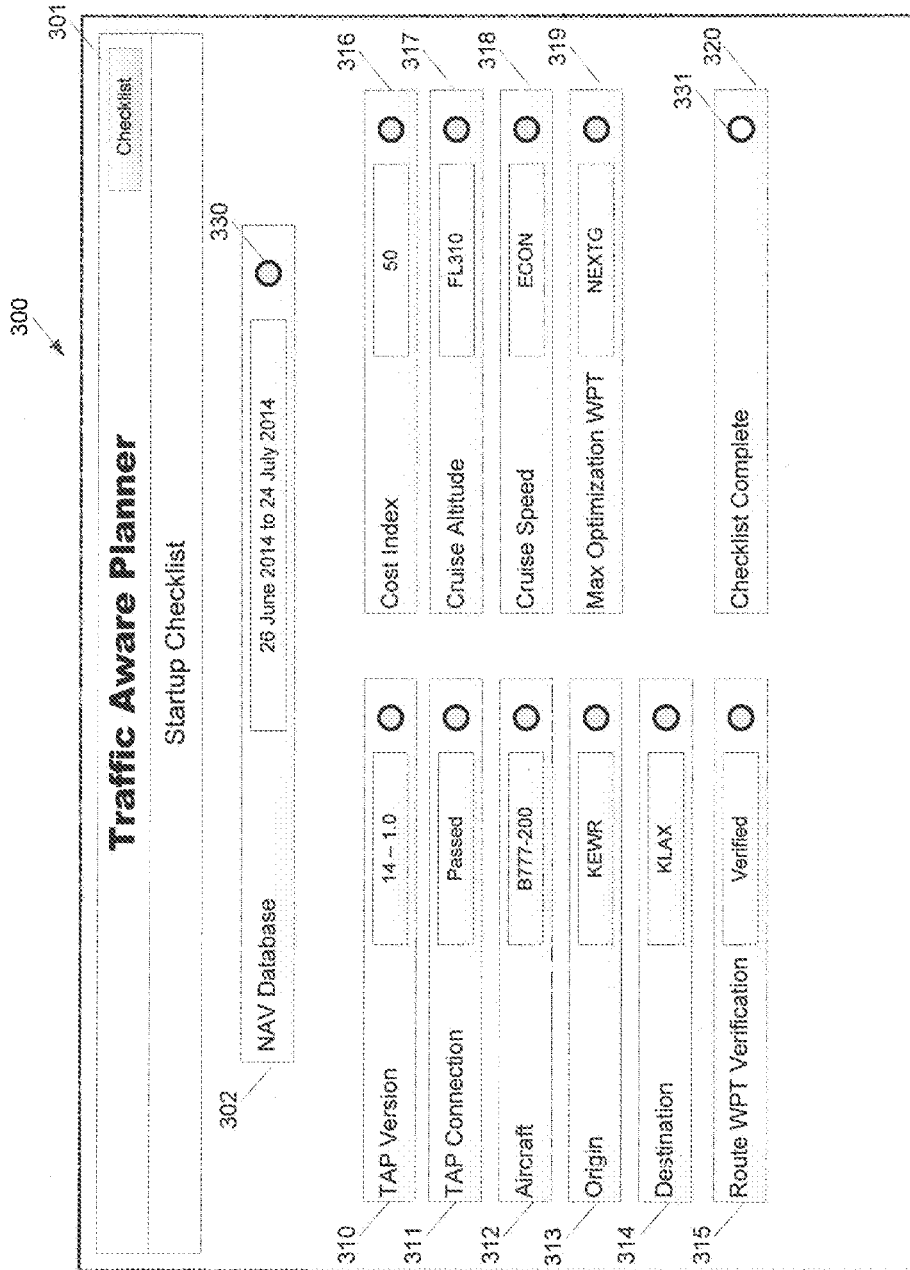 300
301
Traffic Aware Planner
Checklist
Startup Checklist
302
NAV Database
26 June 2014 to 24 July 2014
330
310
TAP Version
14 – 1.0
311
TAP Connection
Passed
312
Aircraft
B777-200
313
Origin
KEWR
314
Destination
KLAX
315
Route WPT Verification
Verified
Cost Index
50
316
Cruise Altitude
FL310
317
Cruise Speed
ECON
318
Max Optimization WPT
NEXTG
319
Checklist Complete
331
320